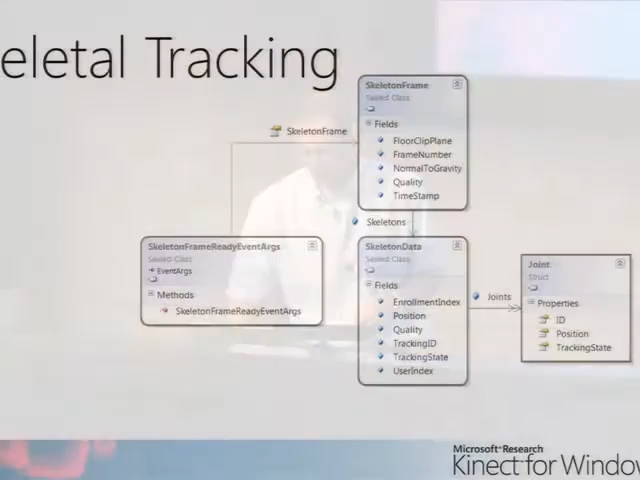 eletal Tracking
SkeletonFrame
Sealed Class
Fields
FloorClipPlane
FrameNumber
NormalToGravity
Quality
TimeStamp
SkeletonFrame
Skeletons
SkeletonFrameReadyEventArgs
Sealed Class
EventArgs
Methods
SkeletonFrameReadyEventArgs
SkeletonData
Sealed Class
Fields
EnrollmentIndex
Position
Quality
TrackingID
TrackingState
UserIndex
Joints
Joint
Struct
Properties
ID
Position
TrackingState
Microsoft Research
Kinect for Window